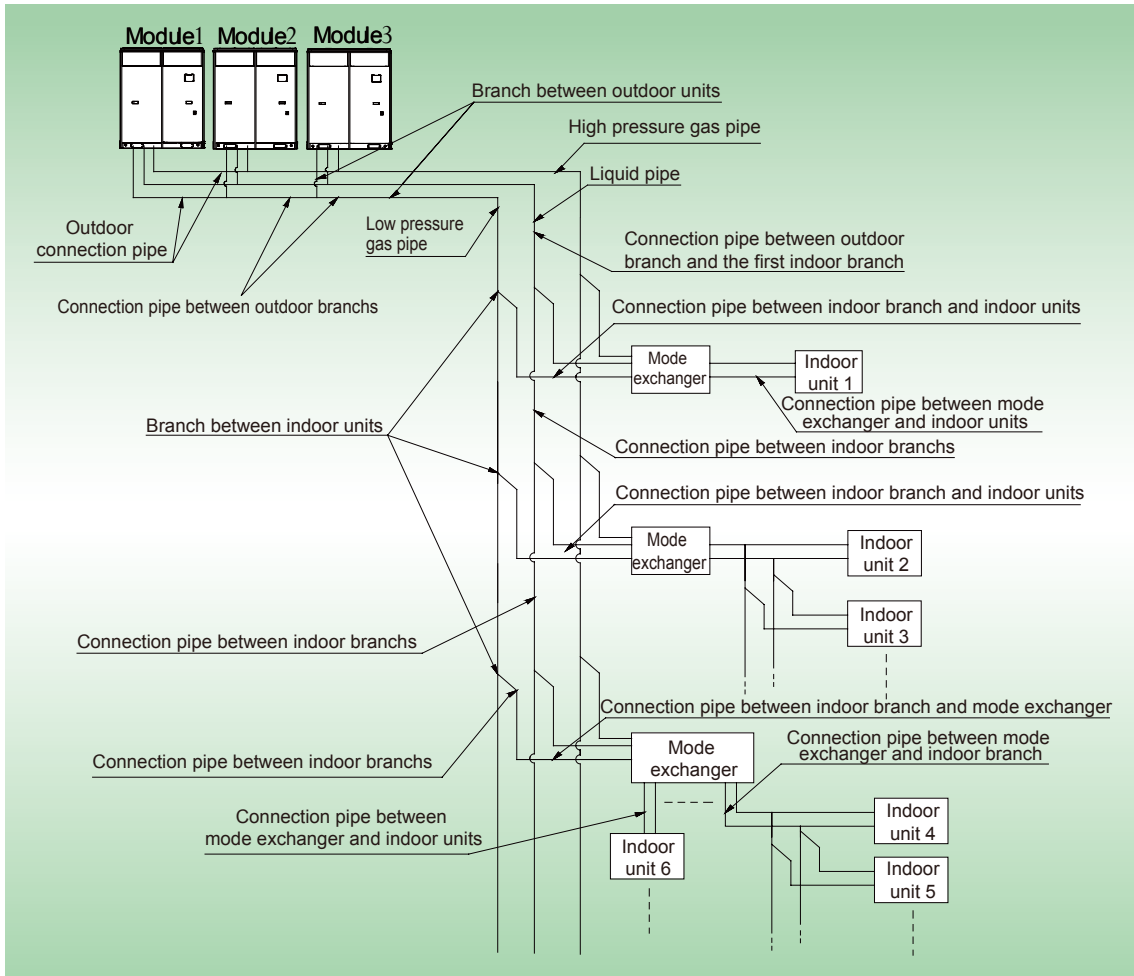 Module1 Module2 Module3
Branch between outdoor units
High pressure gas pipe
Liquid pipe
Outdoor
connection pipe
Low pressure
gas pipe
Connection pipe between outdoor
branch and the first indoor branch
Connection pipe between outdoor branchs
Connection pipe between indoor branch and indoor units
Mode
exchanger
Indoor
unit 1
Connection pipe between mode
exchanger and indoor units
Branch between indoor units
Connection pipe between indoor branchs
Connection pipe between indoor branch and indoor units
Mode
exchanger
Indoor
unit 2
Indoor
unit 3
Connection pipe between indoor branchs
Connection pipe between indoor branch and mode exchanger
Connection pipe between mode
exchanger and indoor branch
Mode
exchanger
Connection pipe between indoor branchs
Connection pipe between
mode exchanger and indoor units
Indoor
unit 4
Indoor
unit 6
Indoor
unit 5